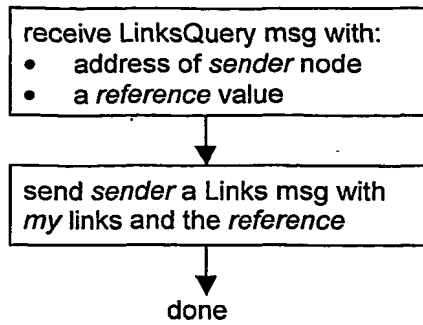 receive LinksQuery msg with:
• address of sender node
• a reference value
send sender a Links msg with
my links and the reference
done